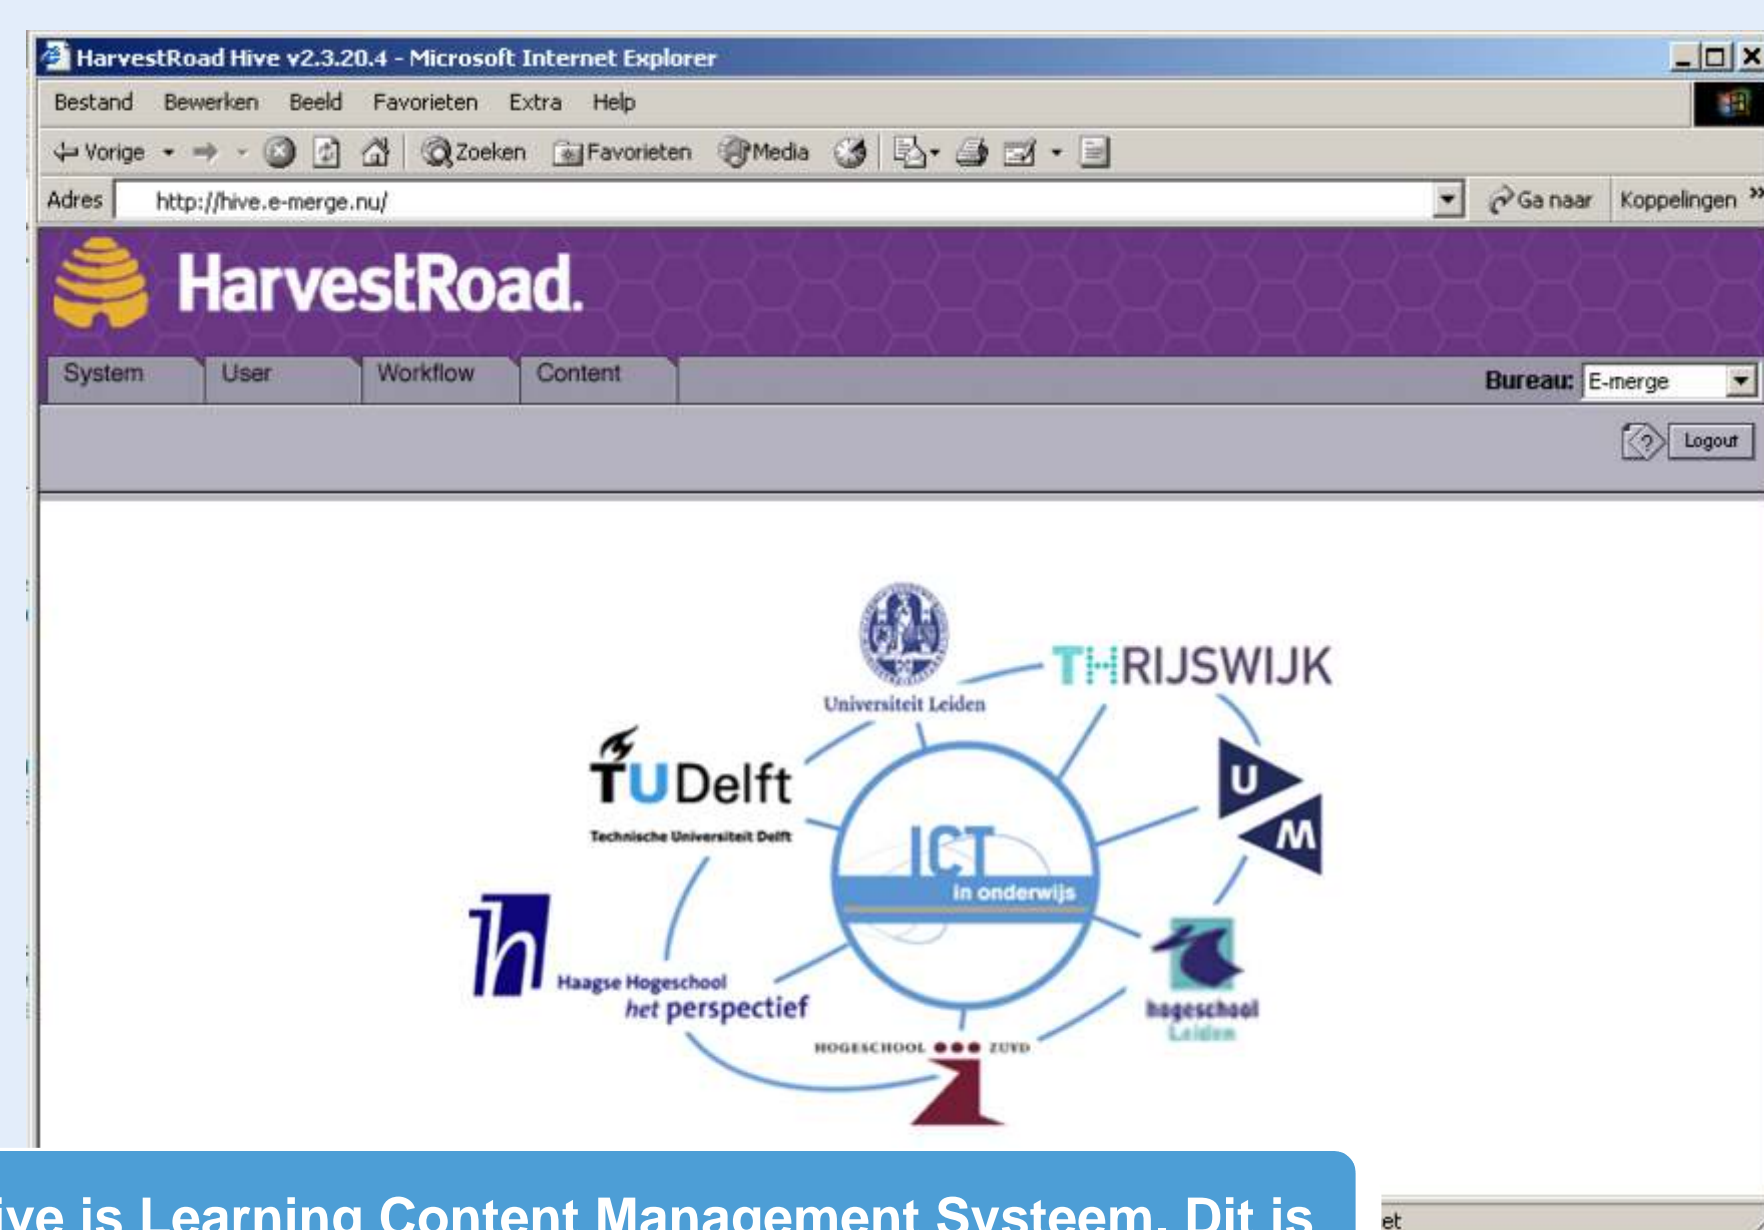 HarvestRoad Hive v2.3.20.4 - Microsoft Internet Explorer
Bestand Bewerken Beeld Favorieten Extra Help
Vorige Zoeken Favorieten Media
Adres http://hive.e-merge.nu/ Ga naar Koppelingen »
HarvestRoad.
System User Workflow Content Bureau: E-merge
? Logout
Universiteit Leiden
THRIJSWIJK
TU Delft
Technische Universiteit Delft
U
M
ICT
in onderwijs
h
Haagse Hogeschool
het perspectief
hogeschool
Leiden
HOGESCHOOL ZUYD
ive is Learning Content Management Systeem. Dit is
et